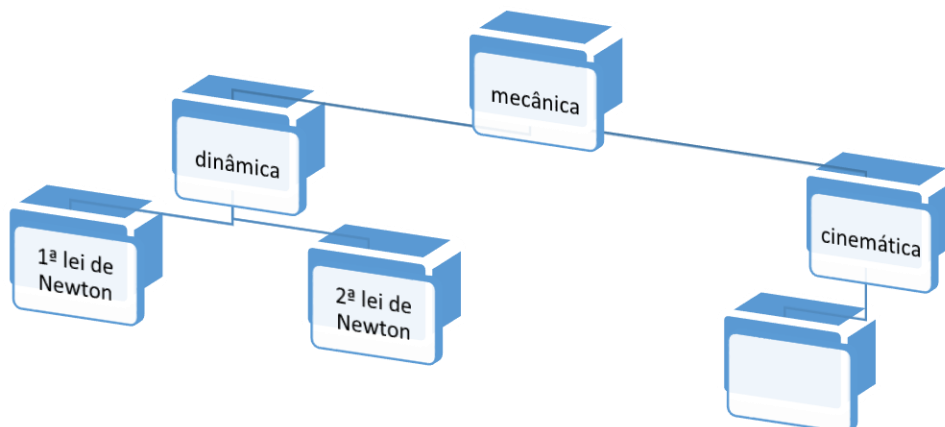 mecânica
dinâmica
cinemática
1ª lei de
Newton
2ª lei de
Newton